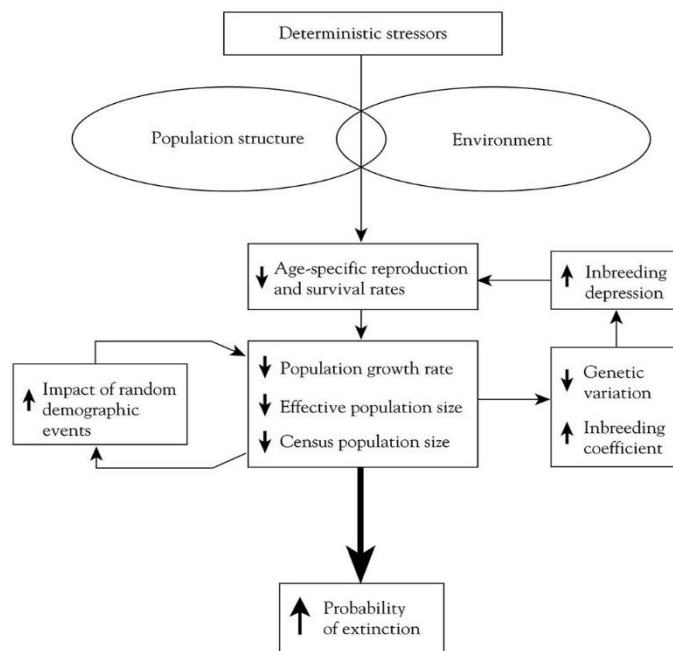 Deterministic stressors
Population structure
Environment
Age-specific reproduction
and survival rates
Inbreeding
depression
Impact of random
demographic
events
Population growth rate
Effective population size
Census population size
Genetic
variation
Inbreeding
coefficient
Probability
of extinction